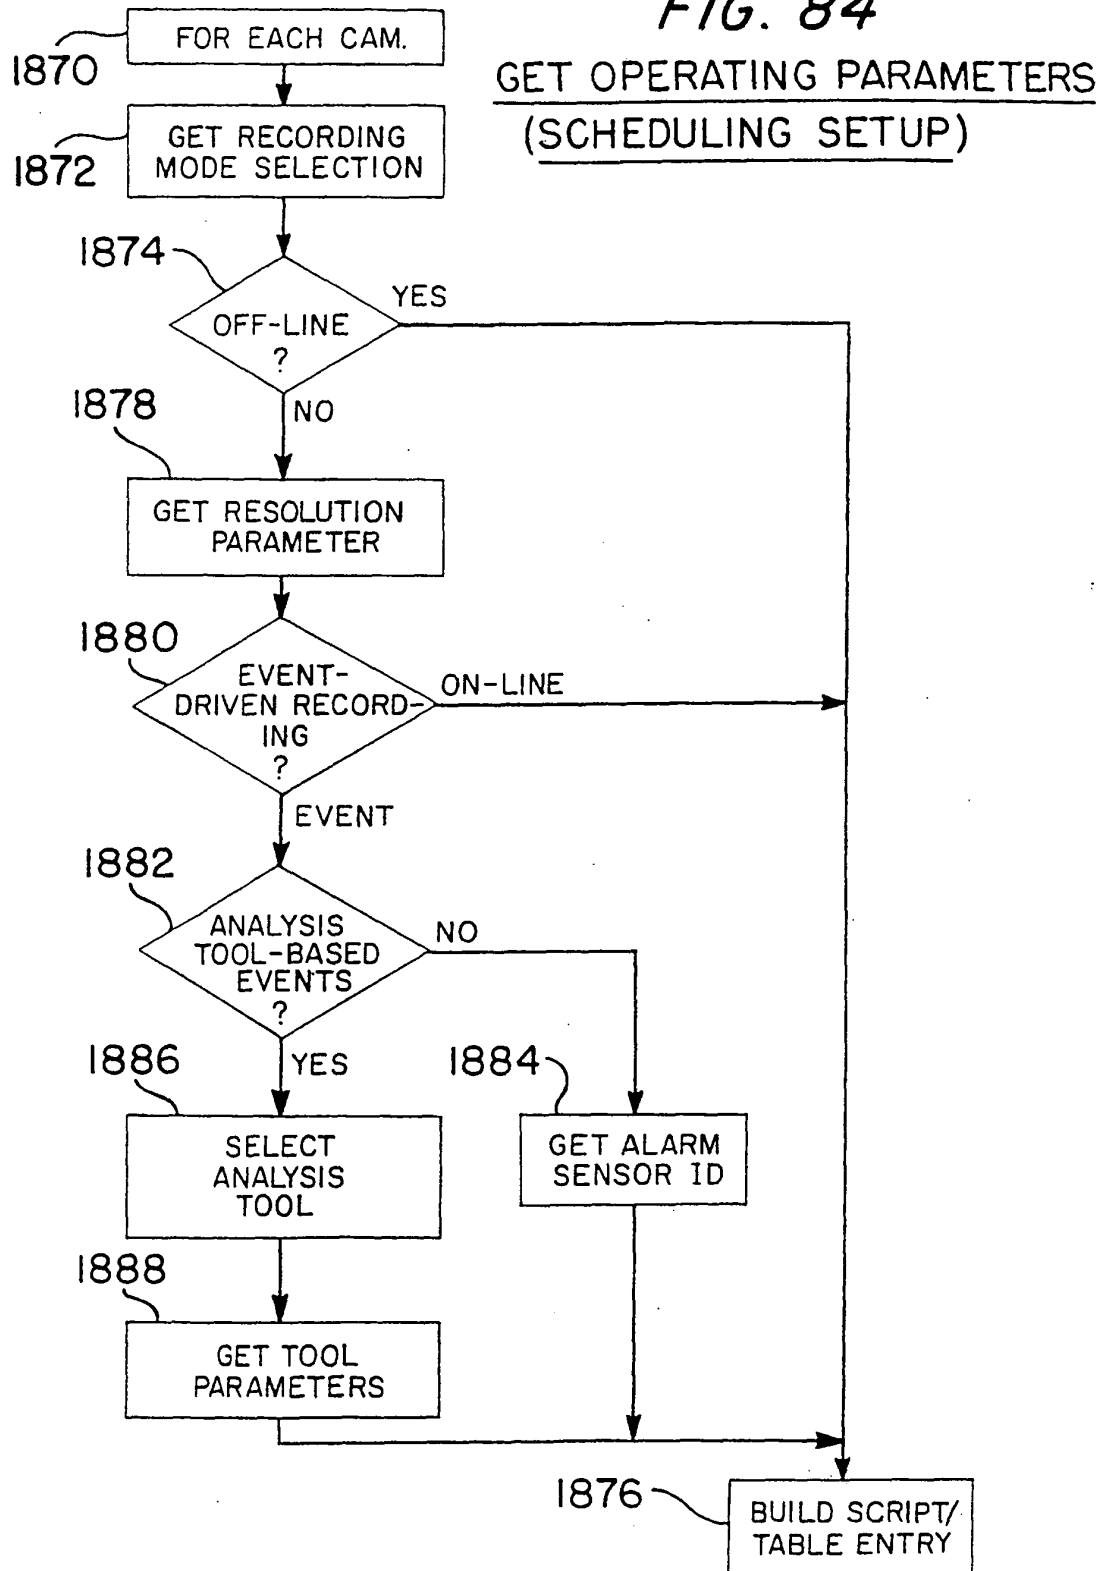 FIG. 84
GET OPERATING PARAMETERS
(SCHEDULING SETUP)
FOR EACH CAM.
1870
GET RECORDING
MODE SELECTION
1872
1874
OFF-LINE
?
YES
NO
1878
GET RESOLUTION
PARAMETER
1880
EVENT-
DRIVEN RECORD-
ING
?
ON-LINE
EVENT
1882
ANALYSIS
TOOL-BASED
EVENTS
?
NO
YES
1886
SELECT
ANALYSIS
TOOL
1884
GET ALARM
SENSOR ID
1888
GET TOOL
PARAMETERS
1876
BUILD SCRIPT/
TABLE ENTRY